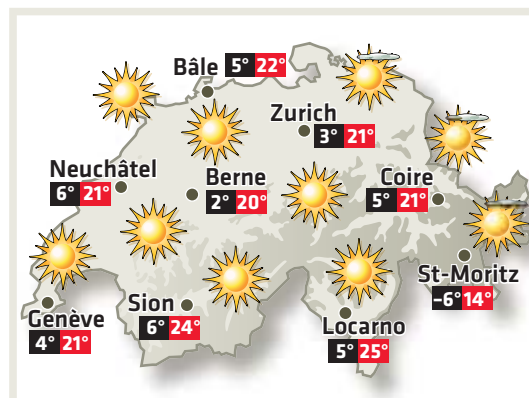 Bâle 5° 22°
Zurich
3° 21°
Neuchâtel
6° 21°
Berne
2° 20°
Coire
5° 21°
St-Moritz
–6° 14°
Genève
4° 21°
Sion
6° 24°
Locarno
5° 25°